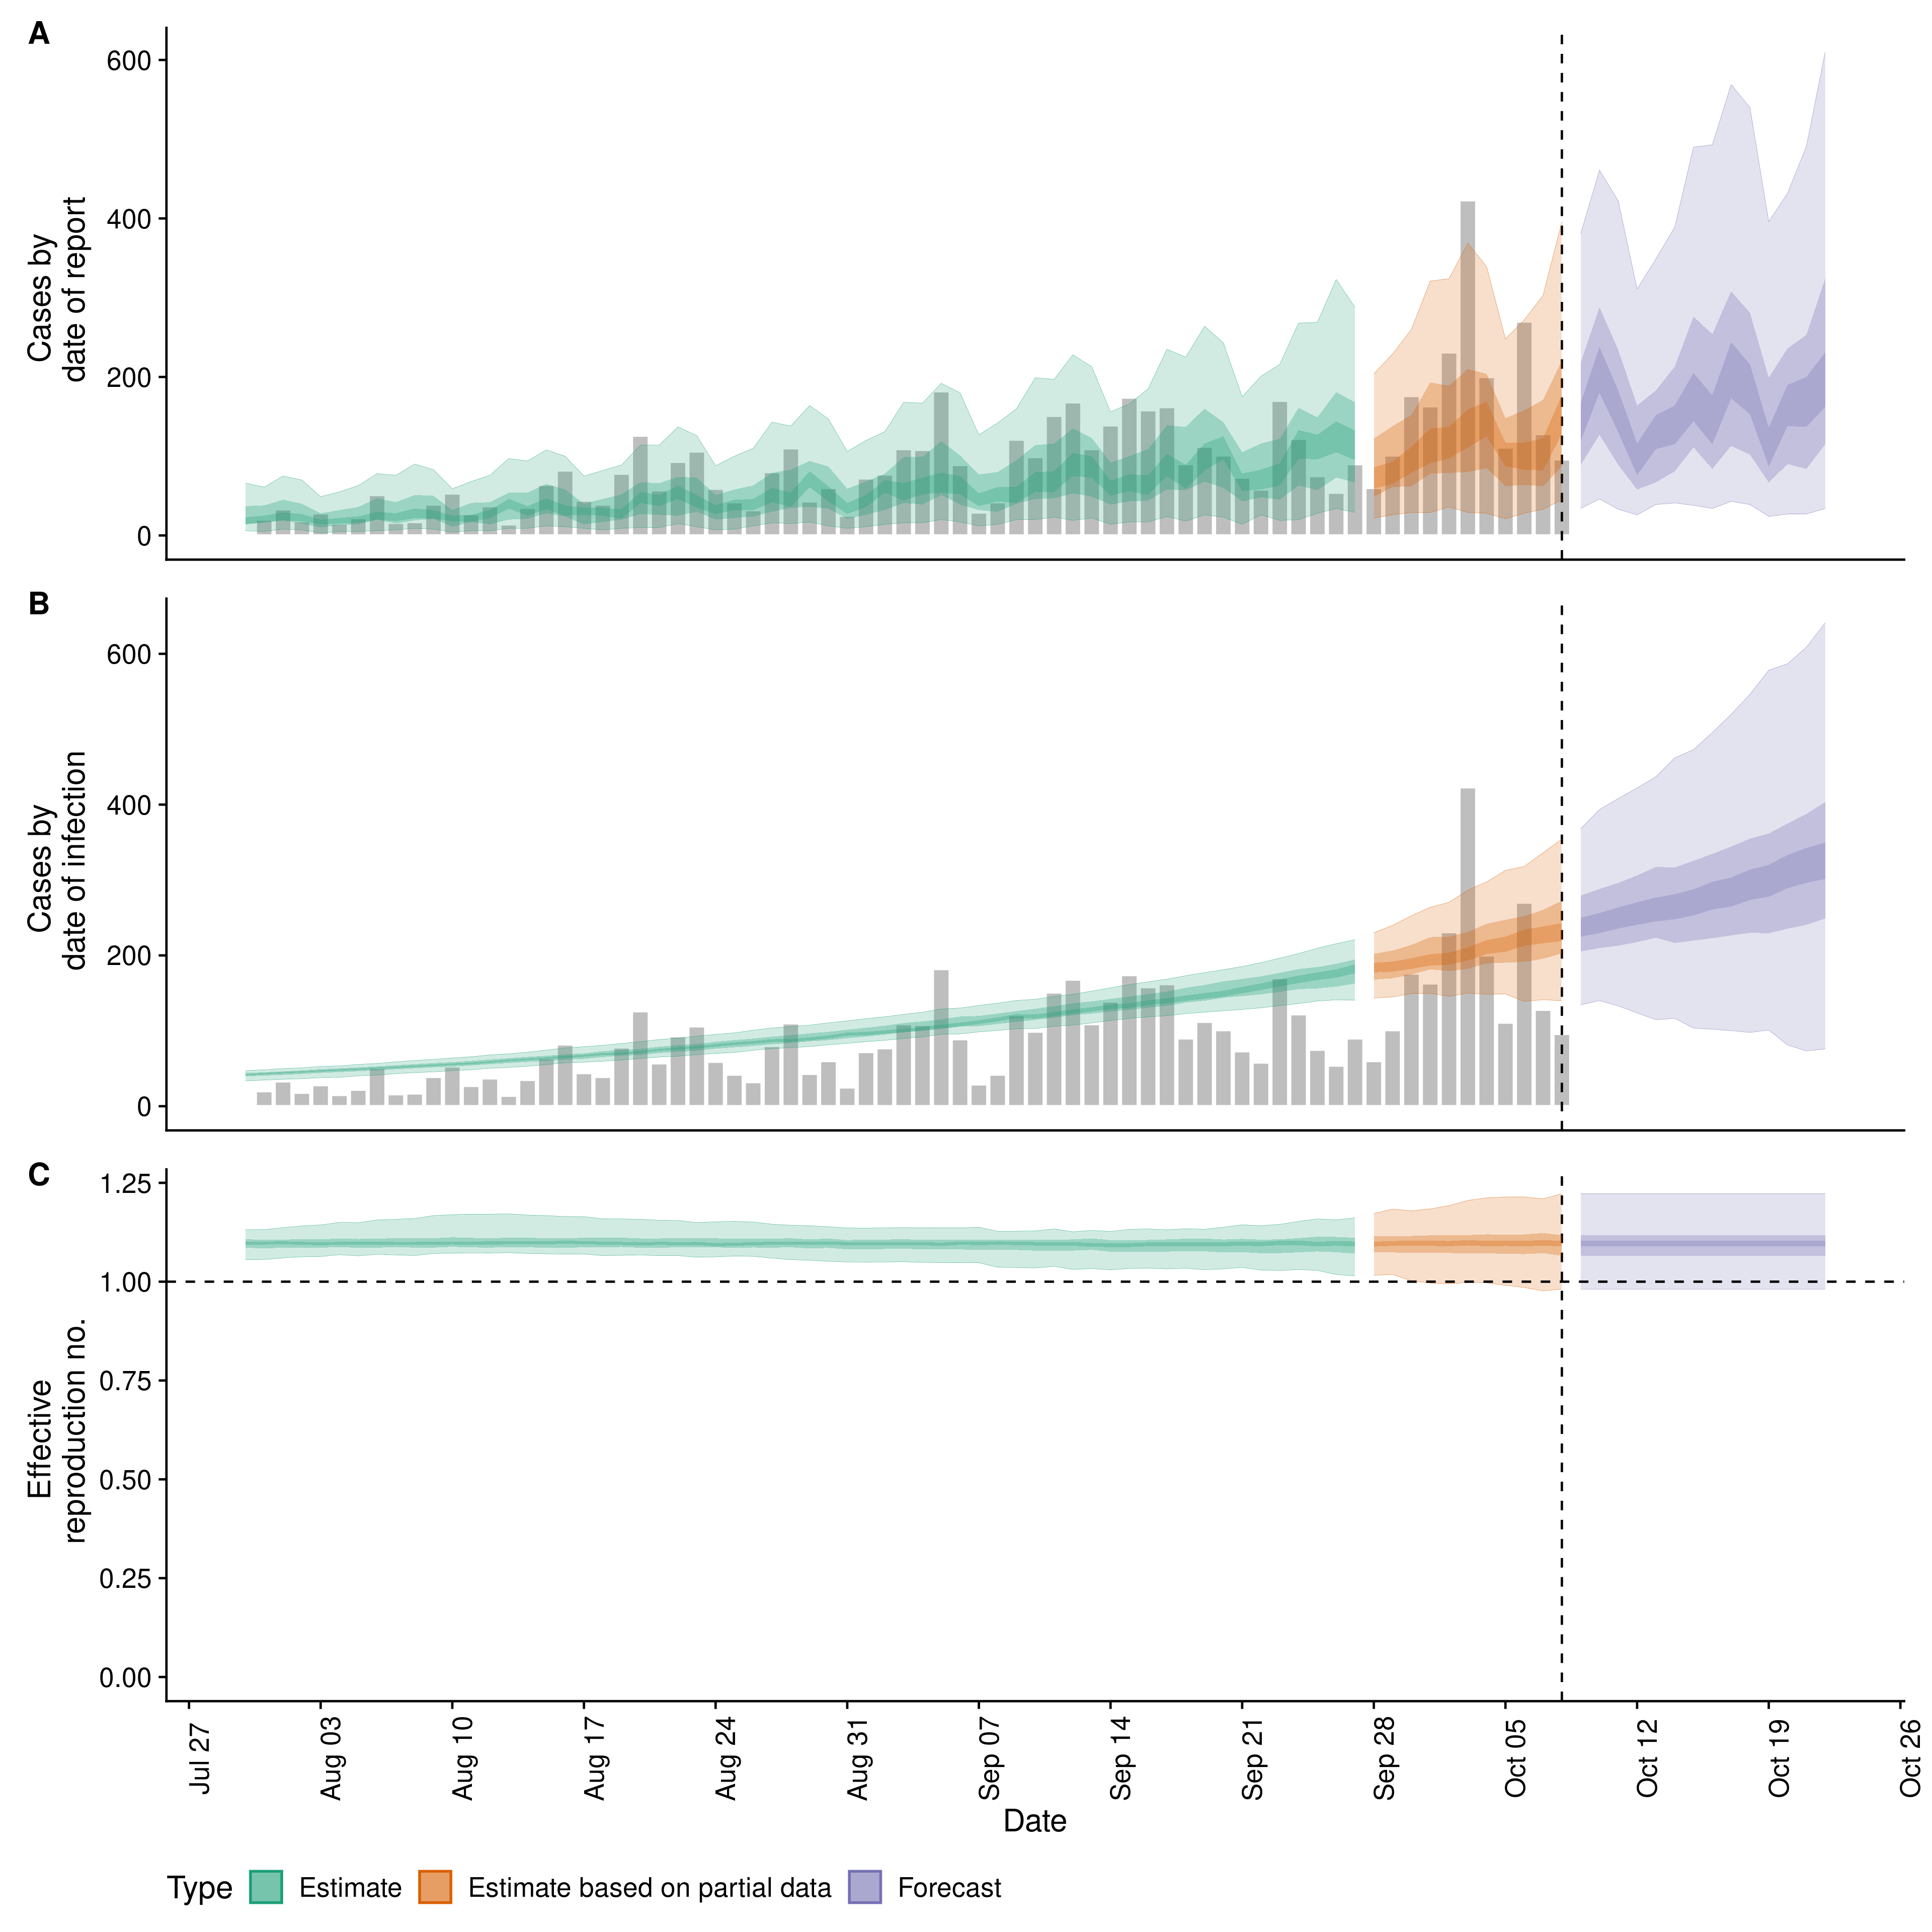 A
600
400
200
0
Cases by
date of report
B
600
400
200
0
Cases by
date of infection
C
1.25
1.00
0.75
0.50
0.25
0.00
Effective
reproduction no.
Jul 27
Aug 03
Aug 10
Aug 17
Aug 24
Aug 31
Sep 07
Sep 14
Sep 21
Sep 28
Oct 05
Oct 12
Oct 19
Oct 26
Date
Type Estimate Estimate based on partial data Forecast